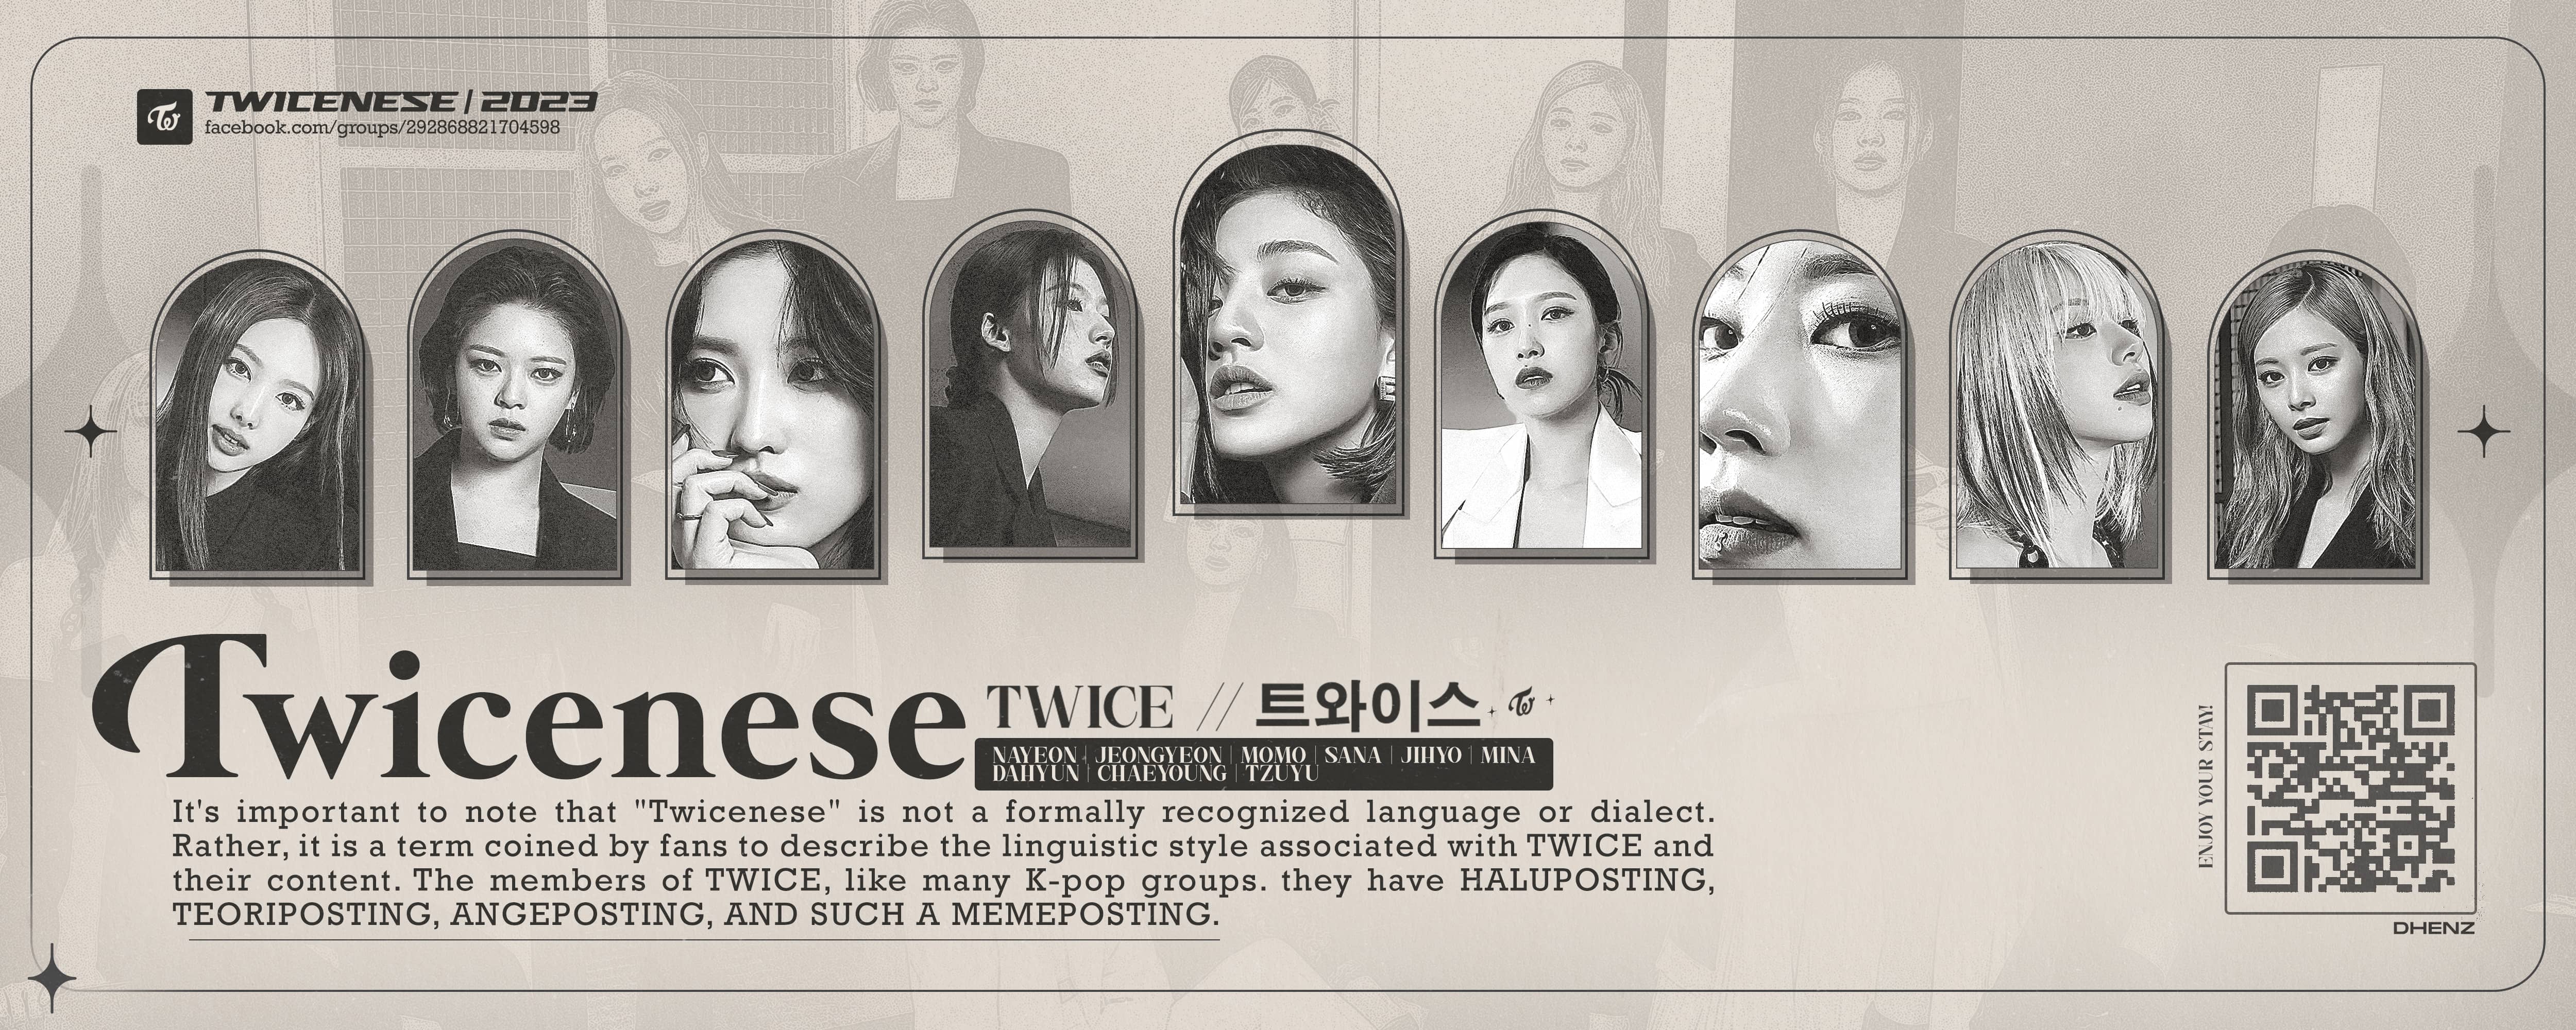 TWICENESE | 2023
facebook.com/groups/292868821704598
Twicenese
TWICE // 트와이스
NAYEON | JEONGYEON | MOMO | SANA | JIHYO | MINA
DAHYUN | CHAEYOUNG | TZUYU
It's important to note that "Twicenese" is not a formally recognized language or dialect.
Rather, it is a term coined by fans to describe the linguistic style associated with TWICE and
their content. The members of TWICE, like many K-pop groups. they have HALUPOSTING,
TEORIPOSTING, ANGEPOSTING, AND SUCH A MEMEPOSTING.
ENJOY YOUR STAY!
DHENZ